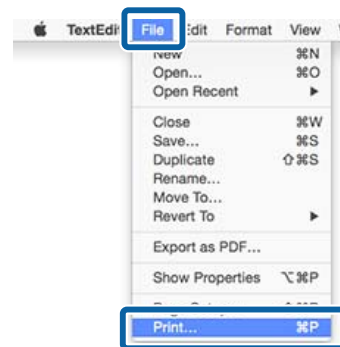 TextEdit File Edit Format View
New ⌘N
Open... ⌘O
Open Recent ▶
Close ⌘W
Save... ⌘S
Duplicate ⇧⌘S
Rename...
Move To...
Revert To ▶
Export as PDF...
Show Properties ⌥⌘P
Print... ⌘P